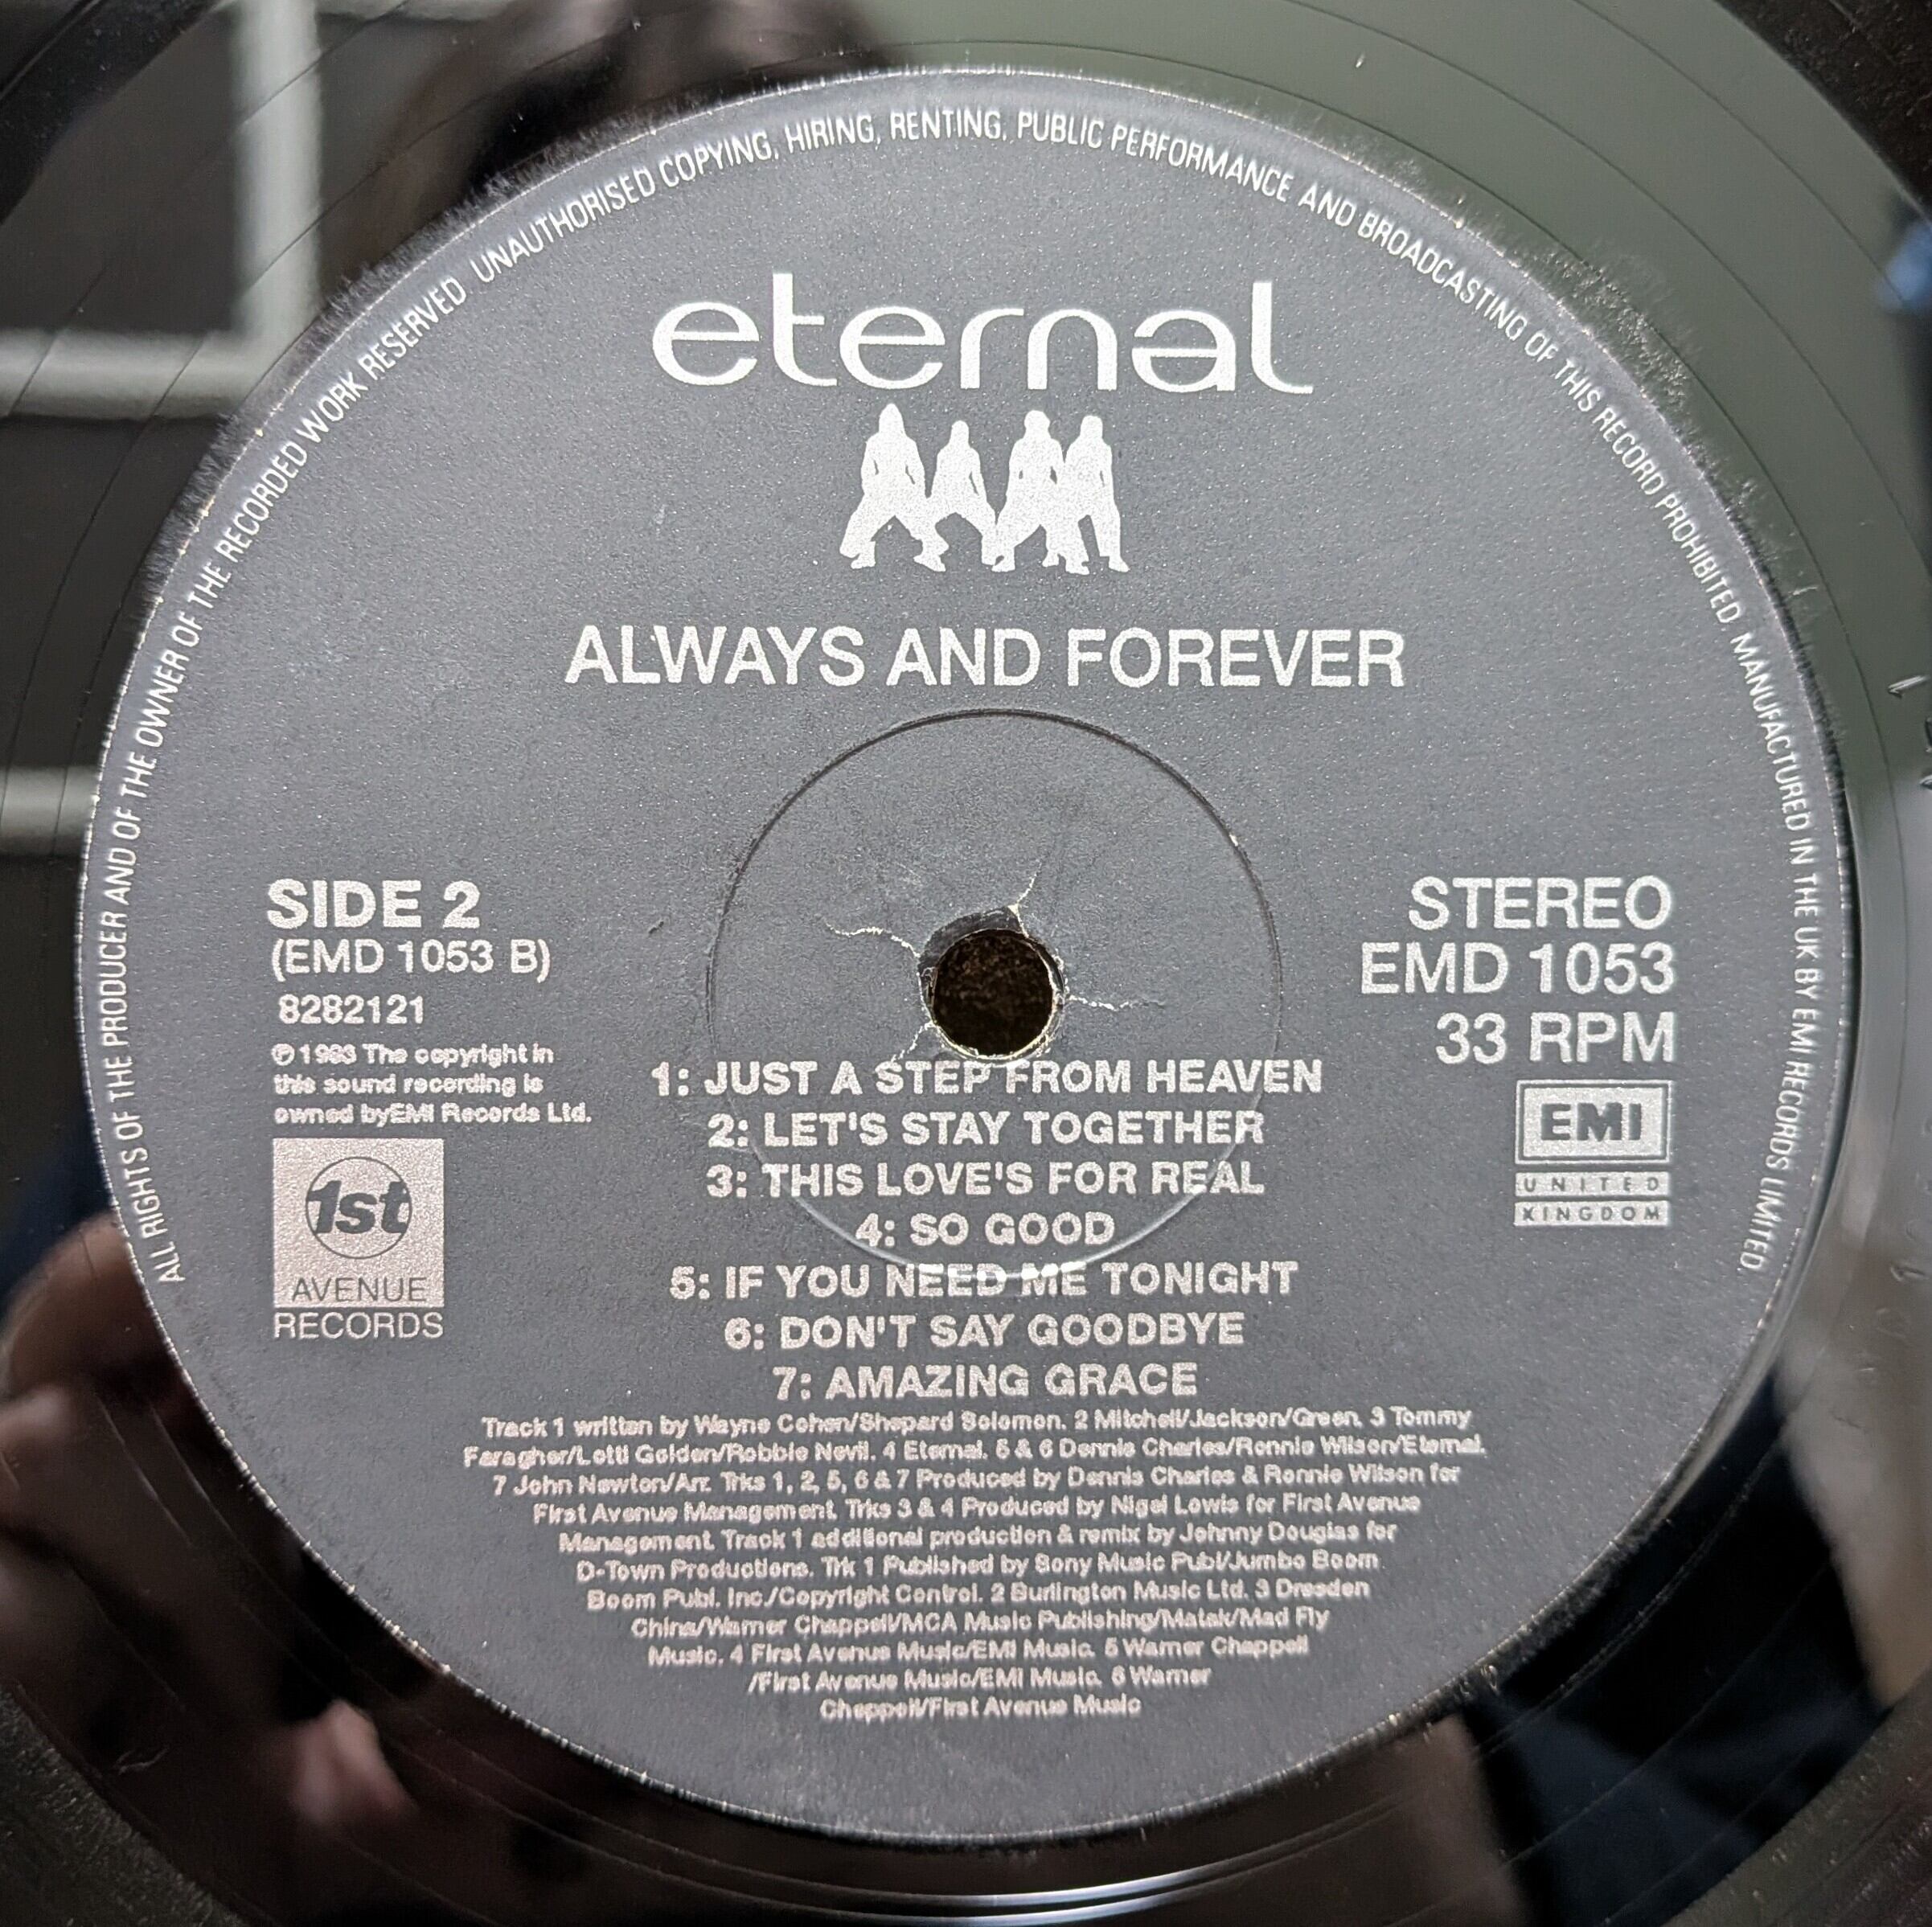 ALL RIGHTS OF THE PRODUCER AND OF THE OWNER OF THE RECORDED WORK RESERVED UNAUTHORISED COPYING, HIRING, RENTING, PUBLIC PERFORMANCE AND BROADCASTING OF THIS RECORD PROHIBITED MANUFACTURED IN THE UK BY EMI RECORDS LIMITED.
eternal
ALWAYS AND FOREVER
SIDE 2
(EMD 1053 B)
8282121
℗ 1993 The copyright in
this sound recording is
owned byEMI Records Ltd.
1st
AVENUE
RECORDS
STEREO
EMD 1053
33 RPM
EMI
UNITED
KINGDOM
1: JUST A STEP FROM HEAVEN
2: LET'S STAY TOGETHER
3: THIS LOVE'S FOR REAL
4: SO GOOD
5: IF YOU NEED ME TONIGHT
6: DON'T SAY GOODBYE
7: AMAZING GRACE
Track 1 written by Wayne Cohen/Shepard Solomon. 2 Mitchell/Jackson/Green. 3 Tommy
Faragher/Lotti Golden/Robbie Nevil. 4 Eternal. 5 & 6 Dennis Charles/Ronnie Wilson/Eternal.
7 John Newton/Arr. Trks 1, 2, 5, 6 & 7 Produced by Dennis Charles & Ronnie Wilson for
First Avenue Management. Trks 3 & 4 Produced by Nigel Lowis for First Avenue
Management. Track 1 additional production & remix by Johnny Douglas for
D-Town Productions. Trk 1 Published by Sony Music Publ/Jumbo Boom
Boom Publ. Inc./Copyright Control. 2 Burlington Music Ltd. 3 Dresden
China/Warner Chappell/MCA Music Publishing/Matak/Mad Fly
Music. 4 First Avenue Music/EMI Music. 5 Warner Chappell
/First Avenue Music/EMI Music. 6 Warner
Chappell/First Avenue Music